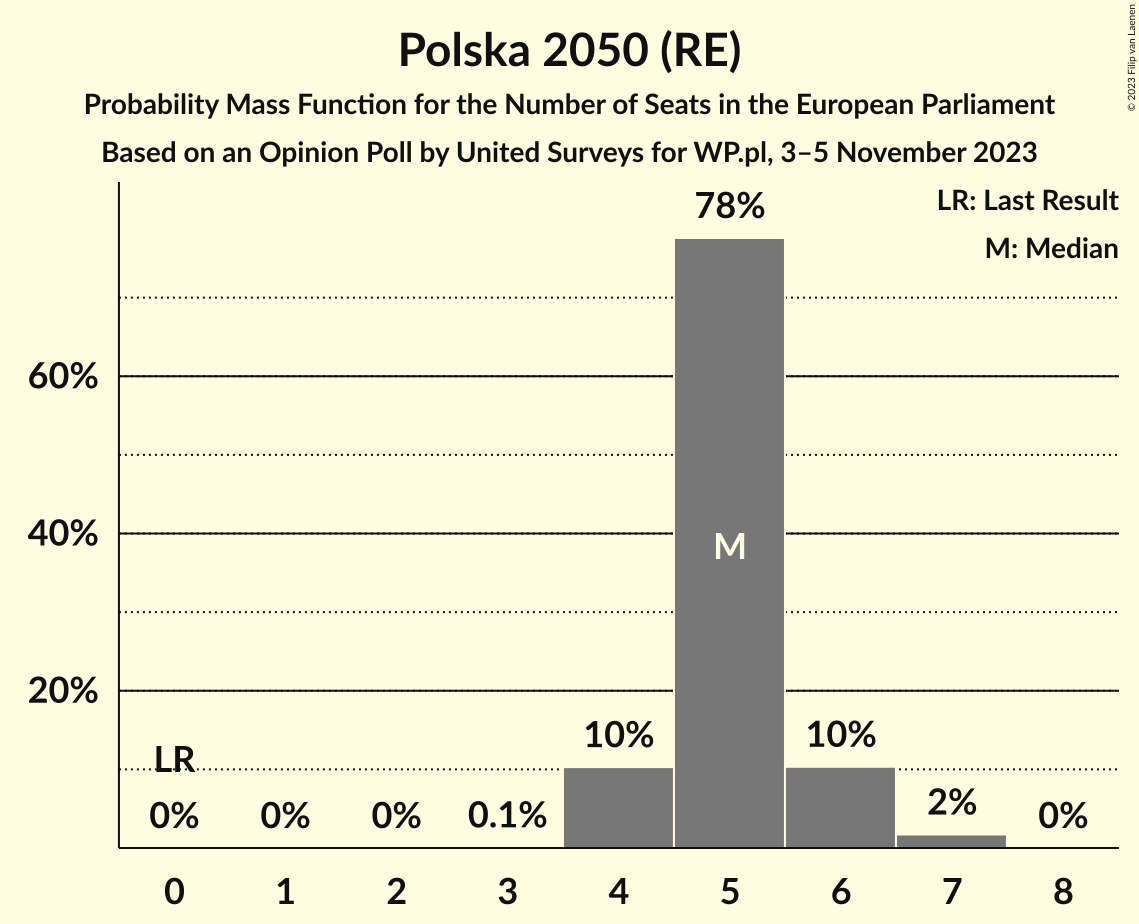 Polska 2050 (RE)
Probability Mass Function for the Number of Seats in the European Parliament
Based on an Opinion Poll by United Surveys for WP.pl, 3–5 November 2023
© 2023 Filip van Laenen
LR: Last Result
M: Median
60%
40%
20%
LR
0%
0%
0%
0.1%
10%
78%
M
10%
2%
0%
0 1 2 3 4 5 6 7 8